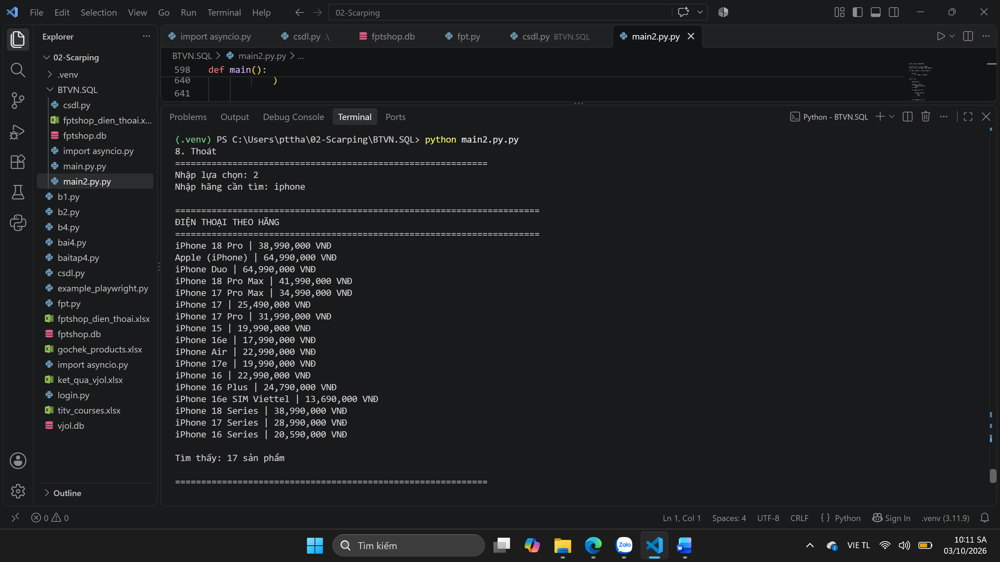 File Edit Selection View Go Run Terminal Help
02-Scarping
Explorer
02-Scarping
.venv
BTVN.SQL
csdl.py
fptshop_dien_thoai.x...
fptshop.db
import asyncio.py
main.py.py
main2.py.py
b1.py
b2.py
b4.py
bai4.py
baitap4.py
csdl.py
example_playwright.py
fpt.py
fptshop_dien_thoai.xlsx
fptshop.db
gochek_products.xlsx
import asyncio.py
ket_qua_vjol.xlsx
login.py
titv_courses.xlsx
vjol.db
Outline
import asyncio.py csdl.py .\ fptshop.db fpt.py csdl.py BTVN.SQL main2.py.py
BTVN.SQL > main2.py.py > ...
598 def main():
640 )
641
Problems Output Debug Console Terminal Ports
Python - BTVN.SQL
(.venv) PS C:\Users\pttha\02-Scarping\BTVN.SQL> python main2.py.py
8. Thoát
============================================================
Nhập lựa chọn: 2
Nhập hãng cần tìm: iphone
======================================================================
ĐIỆN THOẠI THEO HÃNG
======================================================================
iPhone 18 Pro | 38,990,000 VNĐ
Apple (iPhone) | 64,990,000 VNĐ
iPhone Duo | 64,990,000 VNĐ
iPhone 18 Pro Max | 41,990,000 VNĐ
iPhone 17 Pro Max | 34,990,000 VNĐ
iPhone 17 | 25,490,000 VNĐ
iPhone 17 Pro | 31,990,000 VNĐ
iPhone 15 | 19,990,000 VNĐ
iPhone 16e | 17,990,000 VNĐ
iPhone Air | 22,990,000 VNĐ
iPhone 17e | 19,990,000 VNĐ
iPhone 16 | 22,990,000 VNĐ
iPhone 16 Plus | 24,790,000 VNĐ
iPhone 16e SIM Viettel | 13,690,000 VNĐ
iPhone 18 Series | 38,990,000 VNĐ
iPhone 17 Series | 28,990,000 VNĐ
iPhone 16 Series | 20,590,000 VNĐ
Tìm thấy: 17 sản phẩm
============================================================
0 0
Ln 1, Col 1 Spaces: 4 UTF-8 CRLF {} Python Sign In .venv (3.11.9)
Tìm kiếm
Zalo
W
VIE TL
10:11 SA
03/10/2026